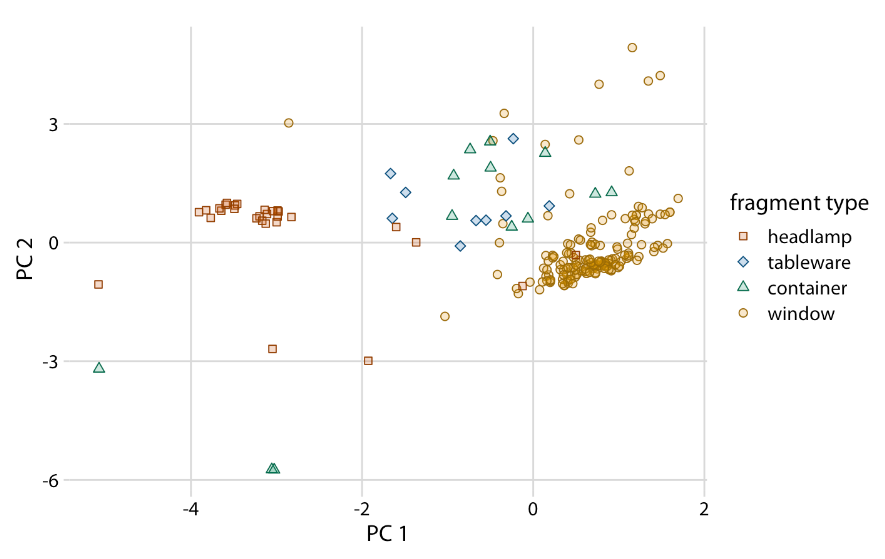 3
0
-3
-6
PC 2
-4
-2
0
2
PC 1
fragment type
headlamp
tableware
container
window